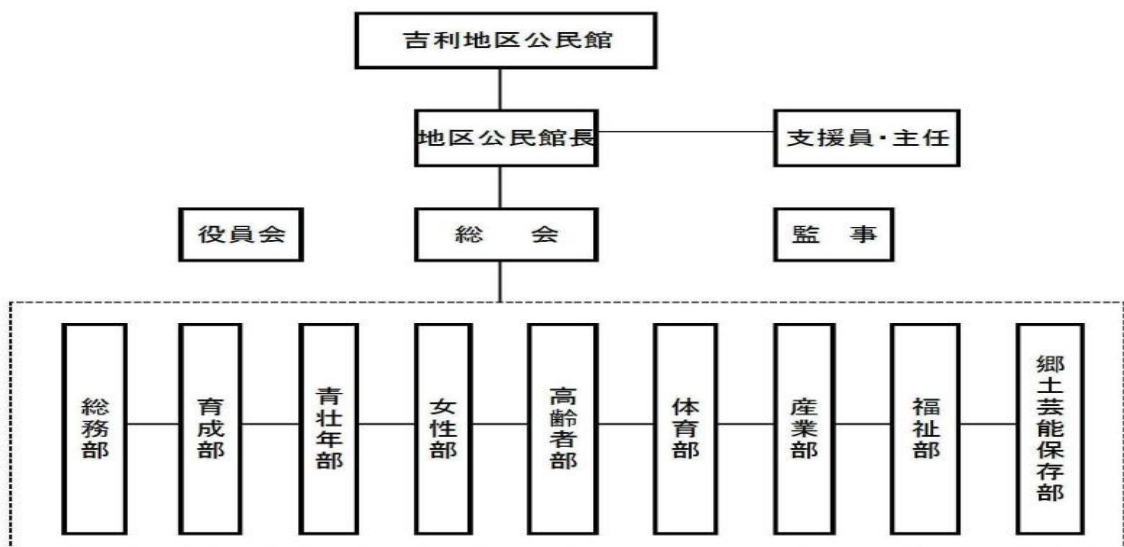 吉利地区公民館
地区公民館長
支援員・主任
役員会
総　会
監　事
総務部
育成部
青壮年部
女性部
高齢者部
体育部
産業部
福祉部
郷土芸能保存部